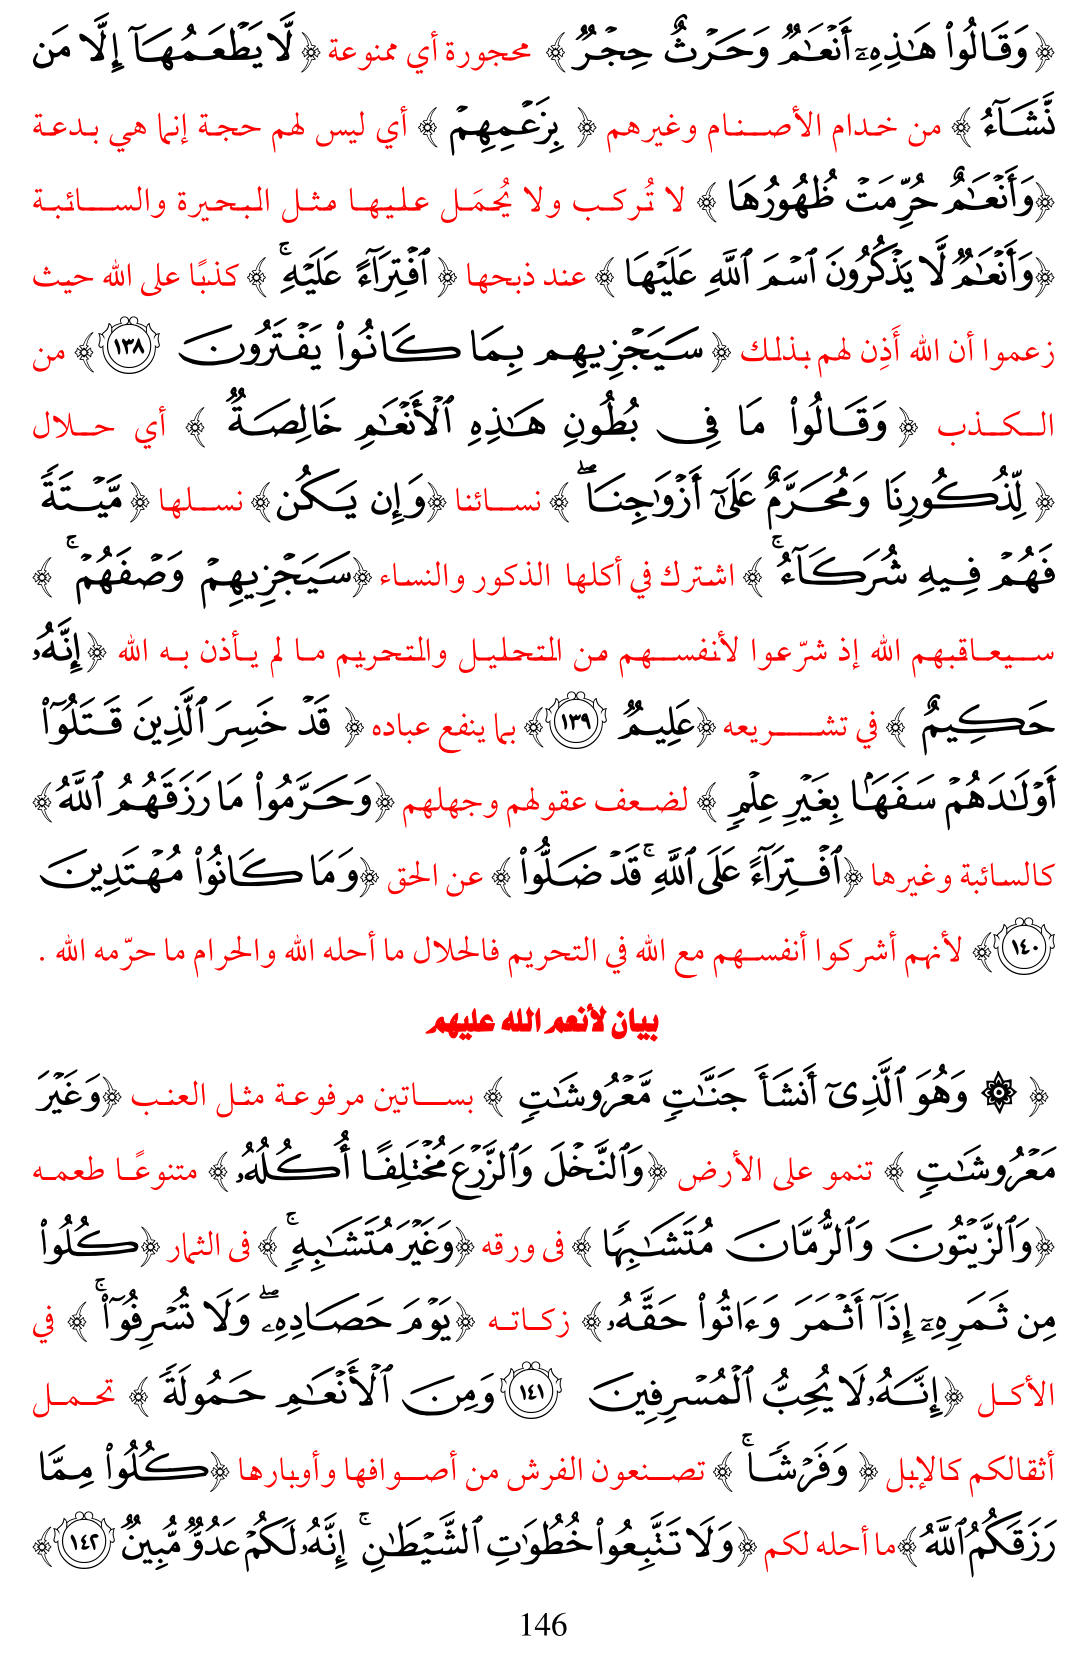 ﴿ وَقَالُوا۟ هَـٰذِهِۦٓ أَنْعَـٰمٌ وَحَرْثٌ حِجْرٌ ﴾ محجورة أي ممنوعة ﴿ لَّا يَطْعَمُهَآ إِلَّا مَن
نَّشَآءُ ﴾ من خدام الأصنام وغيرهم ﴿ بِزَعْمِهِمْ ﴾ أي ليس لهم حجة إنما هي بدعة
﴿وَأَنْعَـٰمٌ حُرِّمَتْ ظُهُورُهَا ﴾ لا تُركب ولا يُحمَل عليها مثل البحيرة والسائبة
﴿وَأَنْعَـٰمٌ لَّا يَذْكُرُونَ ٱسْمَ ٱللَّهِ عَلَيْهَا ﴾ عند ذبحها ﴿ ٱفْتِرَآءً عَلَيْهِ ۚ ﴾ كذبًا على الله حيث
زعموا أن الله أَذِن لهم بذلك ﴿ سَيَجْزِيهِم بِمَا كَانُوا۟ يَفْتَرُونَ ١٣٨ ﴾ من
الكذب ﴿ وَقَالُوا۟ مَا فِى بُطُونِ هَـٰذِهِ ٱلْأَنْعَـٰمِ خَالِصَةٌ ﴾ أي حلال
﴿ لِّذُكُورِنَا وَمُحَرَّمٌ عَلَىٰٓ أَزْوَٰجِنَا ۖ ﴾ نسائنا ﴿وَإِن يَكُن﴾ نسلها ﴿ مَّيْتَةً
فَهُمْ فِيهِ شُرَكَآءُ ۚ ﴾ اشترك في أكلها الذكور والنساء ﴿سَيَجْزِيهِمْ وَصْفَهُمْ ۚ ﴾
سيعاقبهم الله إذ شرّعوا لأنفسهم من التحليل والتحريم ما لم يأذن به الله ﴿إِنَّهُۥ
حَكِيمٌ ﴾ في تشريعه ﴿عَلِيمٌ ١٣٩﴾ بما ينفع عباده ﴿ قَدْ خَسِرَ ٱلَّذِينَ قَتَلُوٓا۟
أَوْلَـٰدَهُمْ سَفَهًۢا بِغَيْرِ عِلْمٍ ﴾ لضعف عقولهم وجهلهم ﴿وَحَرَّمُوا۟ مَا رَزَقَهُمُ ٱللَّهُ﴾
كالسائبة وغيرها ﴿ٱفْتِرَآءً عَلَى ٱللَّهِ ۚ قَدْ ضَلُّوا۟ ﴾ عن الحق ﴿وَمَا كَانُوا۟ مُهْتَدِينَ
١٤٠﴾ لأنهم أشركوا أنفسهم مع الله في التحريم فالحلال ما أحله الله والحرام ما حرّمه الله .
بيان لأنعم الله عليهم
﴿ ۞ وَهُوَ ٱلَّذِىٓ أَنشَأَ جَنَّـٰتٍ مَّعْرُوشَـٰتٍ ﴾ بساتين مرفوعة مثل العنب ﴿وَغَيْرَ
مَعْرُوشَـٰتٍ ﴾ تنمو على الأرض ﴿وَٱلنَّخْلَ وَٱلزَّرْعَ مُخْتَلِفًا أُكُلُهُۥ ﴾ متنوعًا طعمه
﴿وَٱلزَّيْتُونَ وَٱلرُّمَّانَ مُتَشَـٰبِهًا ﴾ فى ورقه ﴿وَغَيْرَ مُتَشَـٰبِهٍ ۚ ﴾ فى الثمار ﴿كُلُوا۟
مِن ثَمَرِهِۦٓ إِذَآ أَثْمَرَ وَءَاتُوا۟ حَقَّهُۥ ﴾ زكاته ﴿يَوْمَ حَصَادِهِۦ ۖ وَلَا تُسْرِفُوٓا۟ ۚ ﴾ في
الأكل ﴿إِنَّهُۥ لَا يُحِبُّ ٱلْمُسْرِفِينَ ١٤١ وَمِنَ ٱلْأَنْعَـٰمِ حَمُولَةً ﴾ تحمل
أثقالكم كالإبل ﴿ وَفَرْشًا ۚ ﴾ تصنعون الفرش من أصوافها وأوبارها ﴿كُلُوا۟ مِمَّا
رَزَقَكُمُ ٱللَّهُ ﴾ما أحله لكم ﴿وَلَا تَتَّبِعُوا۟ خُطُوَٰتِ ٱلشَّيْطَـٰنِ ۚ إِنَّهُۥ لَكُمْ عَدُوٌّ مُّبِينٌ ١٤٢﴾
146